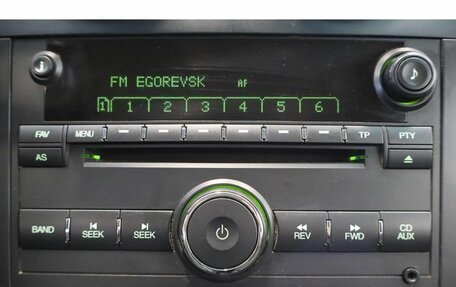 FM EGOREVSK AF
1 1 2 3 4 5 6
FAV MENU TP PTY
AS
BAND SEEK SEEK REV FWD CD AUX